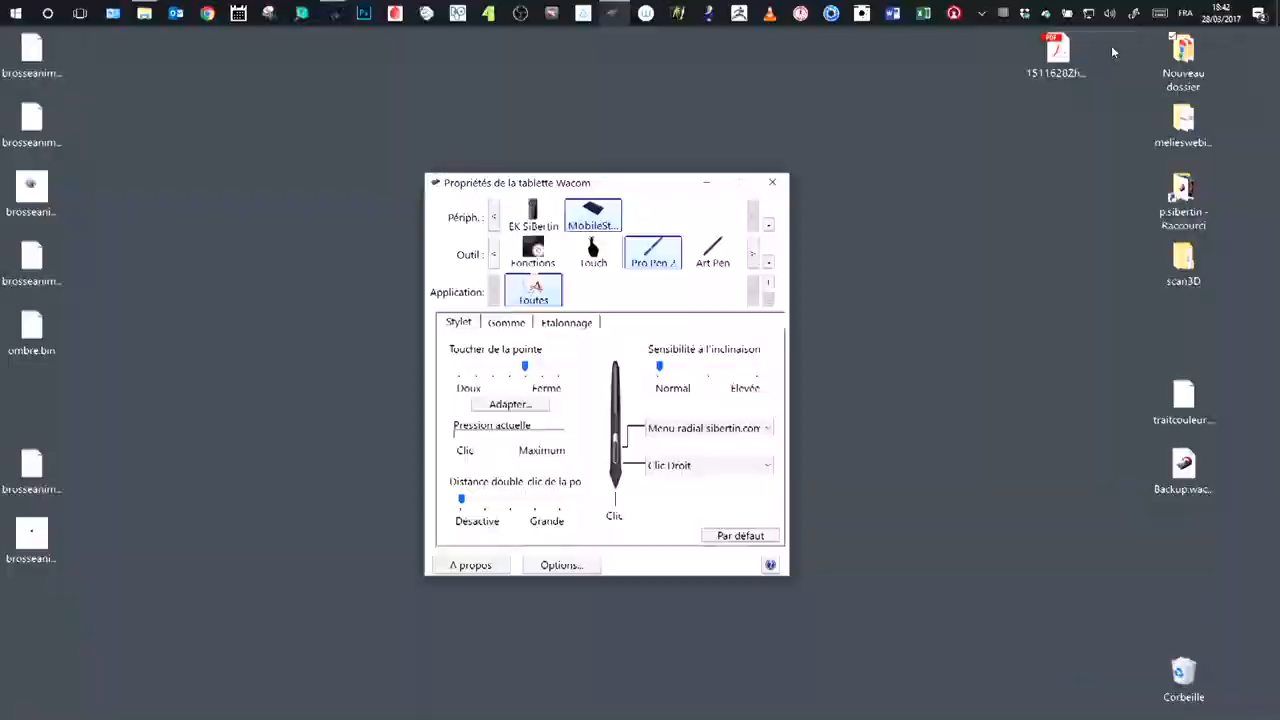 FRA
18:42
28/03/2017
brosseanim...
brosseanim...
brosseani...
brosseanim...
ombre.bin
brosseanim...
brosseani...
PDF
Nouveau
dossier
melieswebi...
p.sibertin -
Raccourci
scan3D
traitcouleur...
Backup.wac...
Corbeille
Propriétés de la tablette Wacom
Périph. :
EK SiBertin
MobileSt...
Outil :
Fonctions
Touch
Pro Pen 2
Art Pen
Application:
Toutes
Stylet
Gomme
Etalonnage
Toucher de la pointe
Doux
Ferme
Adapter...
Pression actuelle
Clic
Maximum
Distance double-clic de la po
Désactive
Grande
Sensibilité à l'inclinaison
Normal
Élevée
Menu radial sibertin.com
Clic Droit
Clic
Par défaut
A propos
Options...